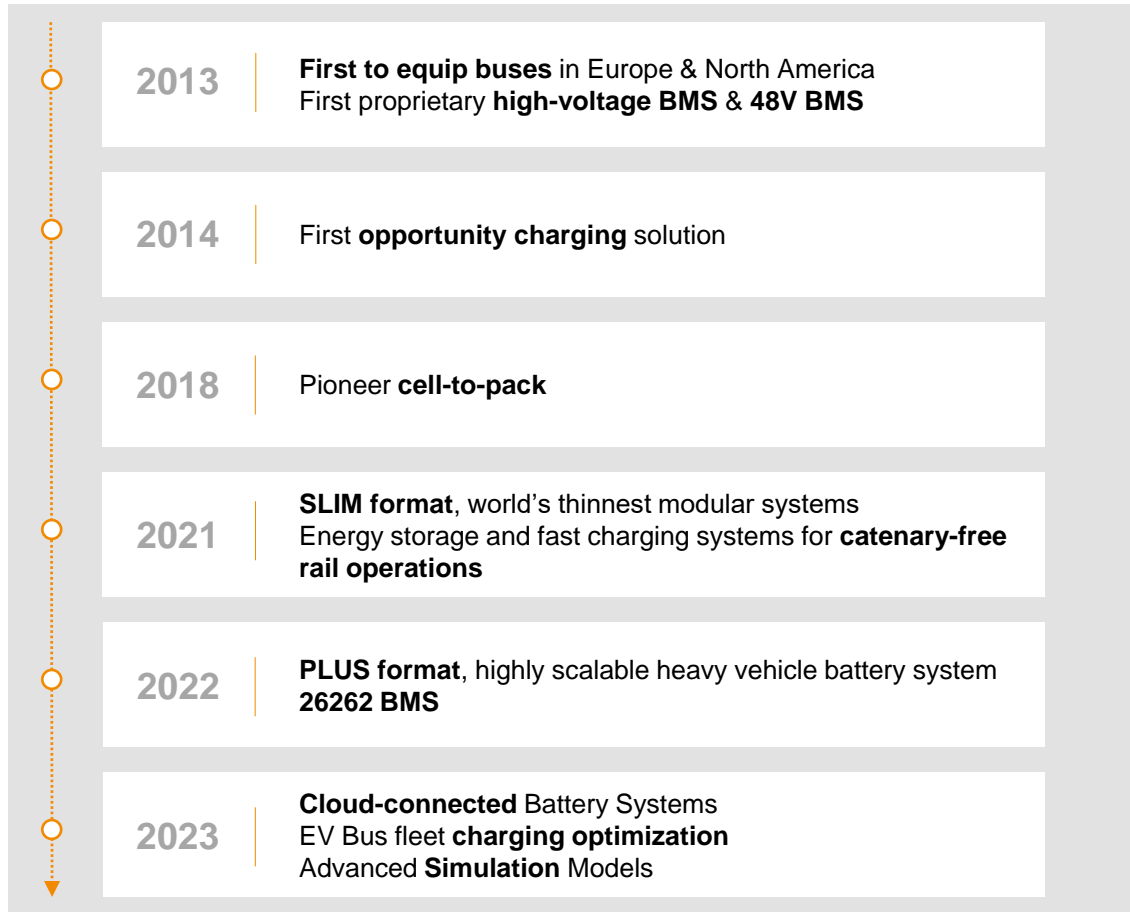 2013
First to equip buses in Europe & North America
First proprietary high-voltage BMS & 48V BMS
2014
First opportunity charging solution
2018
Pioneer cell-to-pack
2021
SLIM format, world’s thinnest modular systems
Energy storage and fast charging systems for catenary-free
rail operations
2022
PLUS format, highly scalable heavy vehicle battery system
26262 BMS
2023
Cloud-connected Battery Systems
EV Bus fleet charging optimization
Advanced Simulation Models